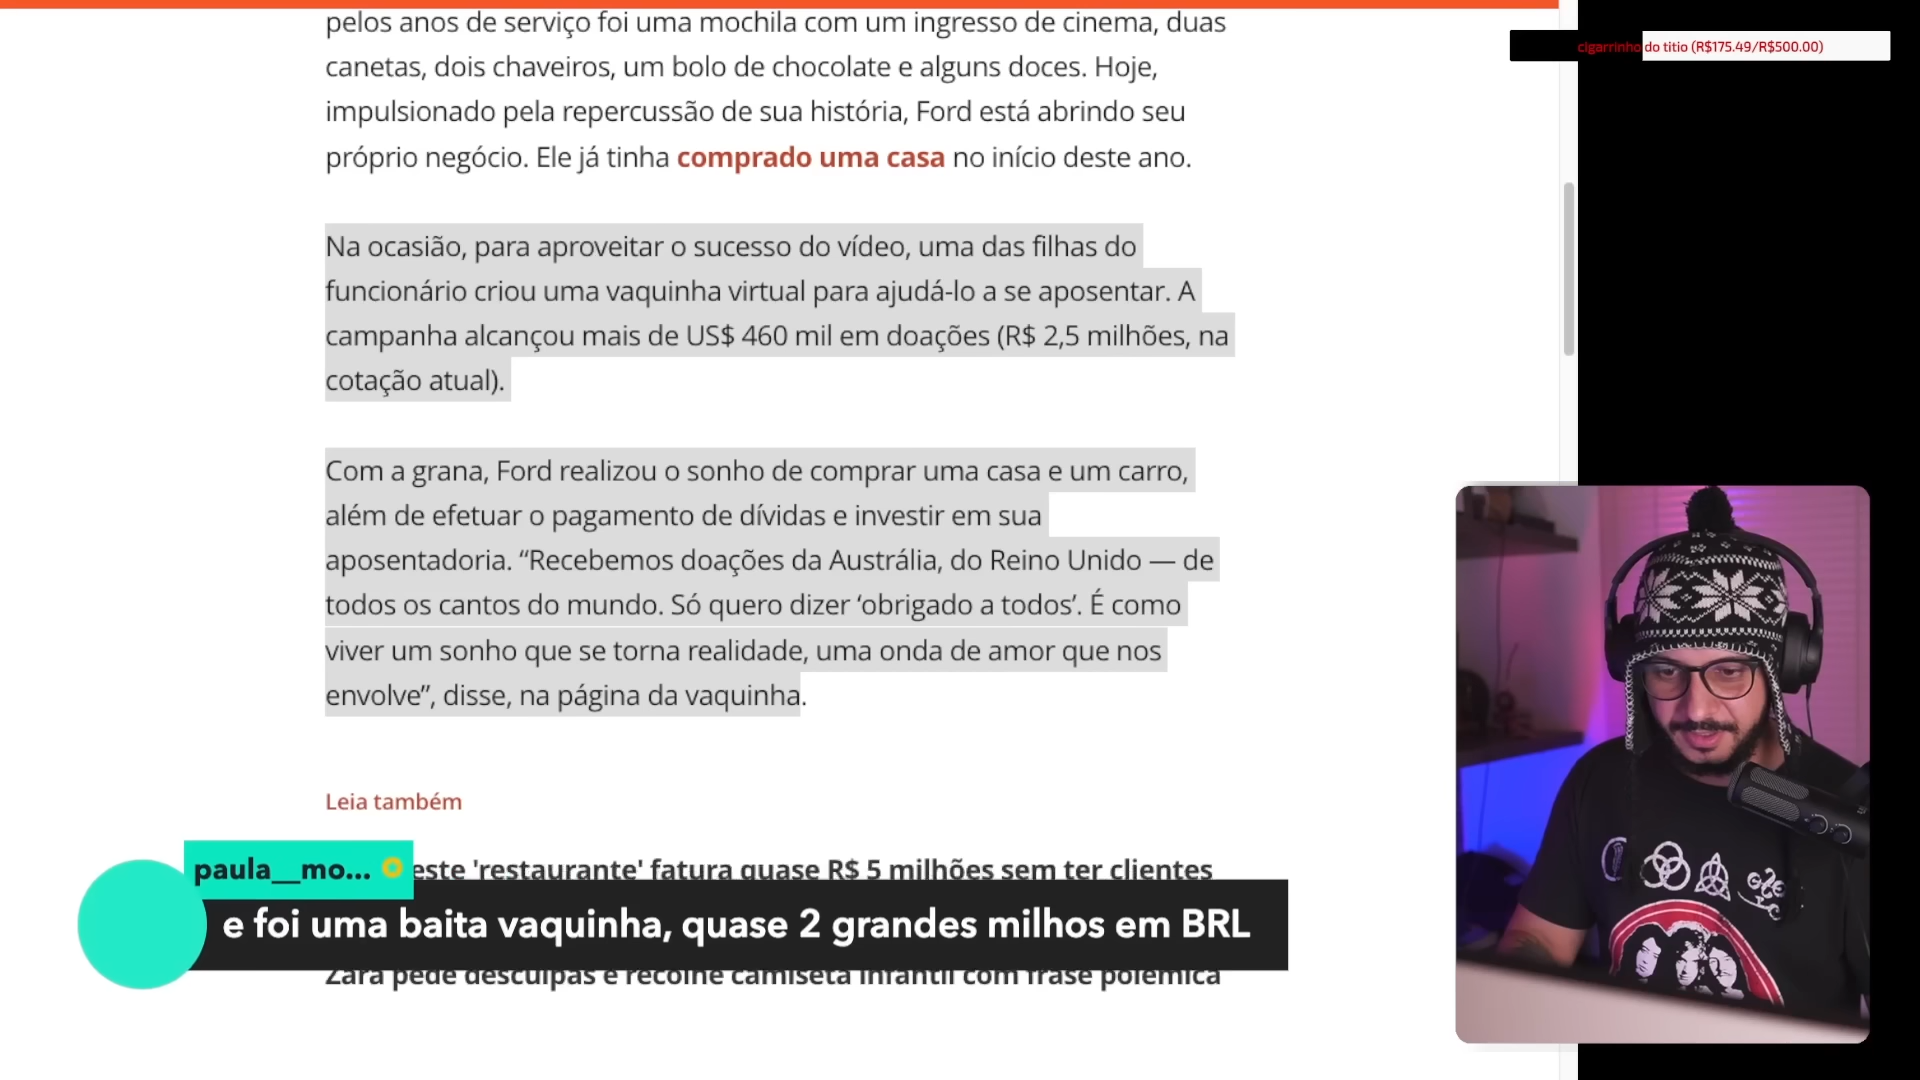 pelos anos de serviço foi uma mochila com um ingresso de cinema, duas
canetas, dois chaveiros, um bolo de chocolate e alguns doces. Hoje,
impulsionado pela repercussão de sua história, Ford está abrindo seu
próprio negócio. Ele já tinha comprado uma casa no início deste ano.
Na ocasião, para aproveitar o sucesso do vídeo, uma das filhas do
funcionário criou uma vaquinha virtual para ajudá-lo a se aposentar. A
campanha alcançou mais de US$ 460 mil em doações (R$ 2,5 milhões, na
cotação atual).
Com a grana, Ford realizou o sonho de comprar uma casa e um carro,
além de efetuar o pagamento de dívidas e investir em sua
aposentadoria. “Recebemos doações da Austrália, do Reino Unido — de
todos os cantos do mundo. Só quero dizer ‘obrigado a todos’. É como
viver um sonho que se torna realidade, uma onda de amor que nos
envolve”, disse, na página da vaquinha.
Leia também
este 'restaurante' fatura quase R$ 5 milhões sem ter clientes
paula__mo...
e foi uma baita vaquinha, quase 2 grandes milhos em BRL
Zara pede desculpas e recolhe camiseta infantil com frase polêmica
cigarrinho do titio (R$175.49/R$500.00)